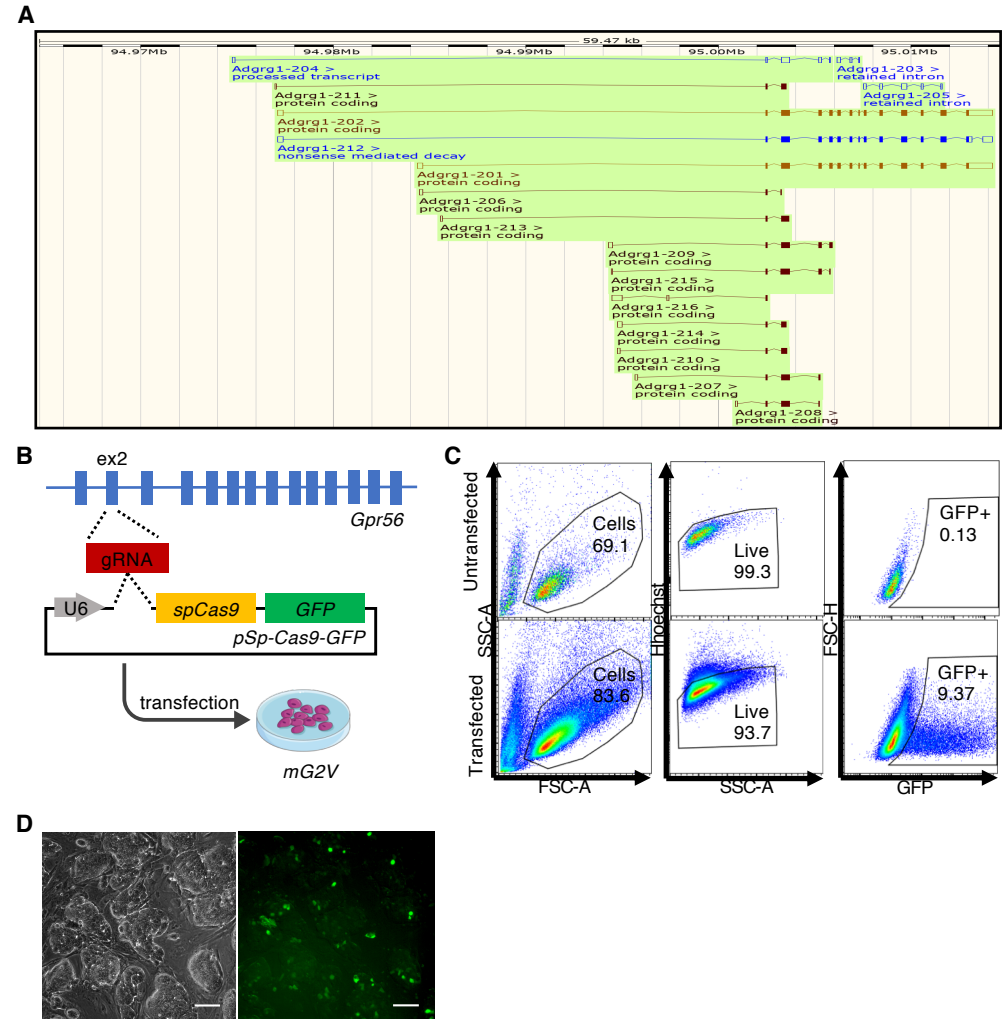 A
59.47 kb
94.97Mb 94.98Mb 94.99Mb 95.00Mb 95.01Mb
Adgrg1-204 >
processed transcript
Adgrg1-203 >
retained intron
Adgrg1-211 >
protein coding
Adgrg1-205 >
retained intron
Adgrg1-202 >
protein coding
Adgrg1-212 >
nonsense mediated decay
Adgrg1-201 >
protein coding
Adgrg1-206 >
protein coding
Adgrg1-213 >
protein coding
Adgrg1-209 >
protein coding
Adgrg1-215 >
protein coding
Adgrg1-216 >
protein coding
Adgrg1-214 >
protein coding
Adgrg1-210 >
protein coding
Adgrg1-207 >
protein coding
Adgrg1-208 >
protein coding
B
ex2
Gpr56
gRNA
U6
spCas9
GFP
pSp-Cas9-GFP
transfection
mG2V
C
Untransfected
Transfected
SSC-A
Cells
69.1
Cells
83.6
FSC-A
Hhoechst
Live
99.3
Live
93.7
SSC-A
FSC-H
GFP+
0.13
GFP+
9.37
GFP
D